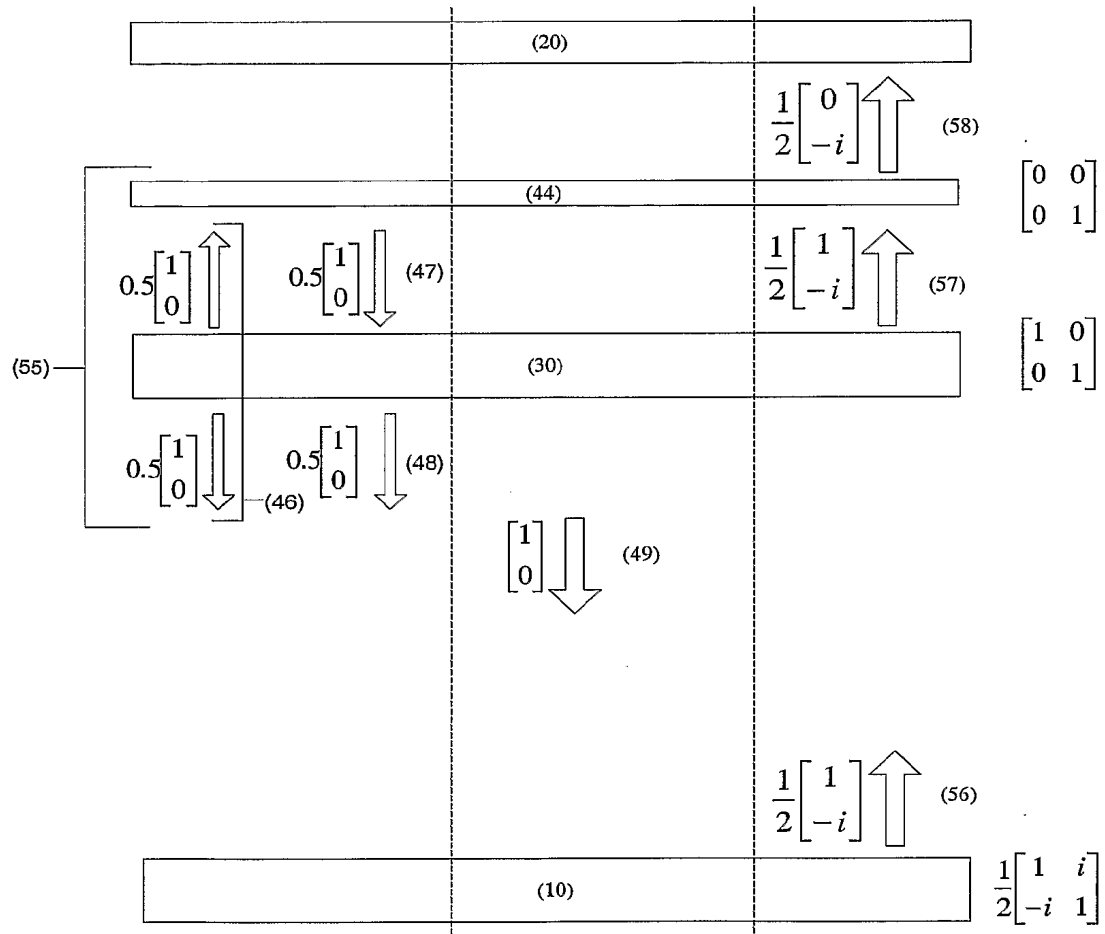 (20)
1/2 [0 -i] (58)
(44)
[0 0 0 1]
0.5 [1 0] 0.5 [1 0] (47)
1/2 [1 -i] (57)
(55)
(30)
[1 0 0 1]
0.5 [1 0] (46) 0.5 [1 0] (48)
[1 0] (49)
1/2 [1 -i] (56)
(10)
1/2 [1 i -i 1]